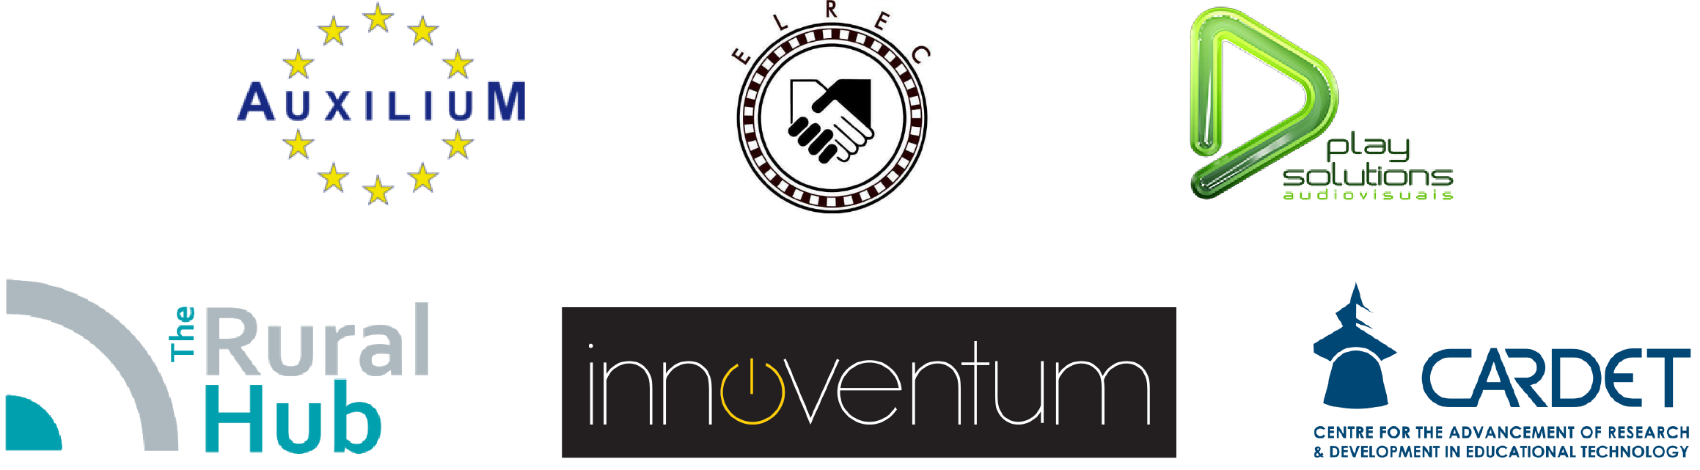 AUXILIUM
ELREC
play
solutions
audiovisuais
The
Rural
Hub
innoventum
CARDET
CENTRE FOR THE ADVANCEMENT OF RESEARCH
& DEVELOPMENT IN EDUCATIONAL TECHNOLOGY